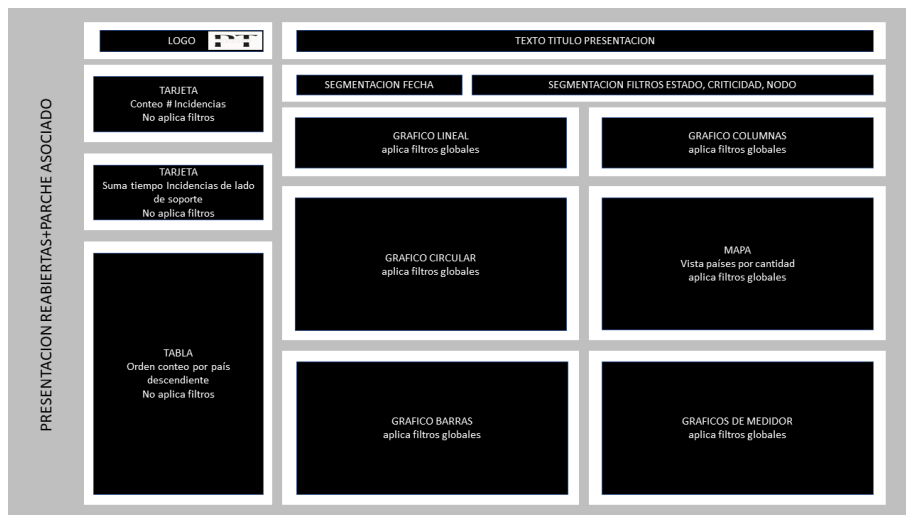 PRESENTACION REABIERTAS+PARCHE ASOCIADO
LOGO PT
TEXTO TITULO PRESENTACION
TARJETA
Conteo # Incidencias
No aplica filtros
SEGMENTACION FECHA
SEGMENTACION FILTROS ESTADO, CRITICIDAD, NODO
GRAFICO LINEAL
aplica filtros globales
GRAFICO COLUMNAS
aplica filtros globales
TARJETA
Suma tiempo Incidencias de lado
de soporte
No aplica filtros
GRAFICO CIRCULAR
aplica filtros globales
MAPA
Vista países por cantidad
aplica filtros globales
TABLA
Orden conteo por país
descendiente
No aplica filtros
GRAFICO BARRAS
aplica filtros globales
GRAFICOS DE MEDIDOR
aplica filtros globales